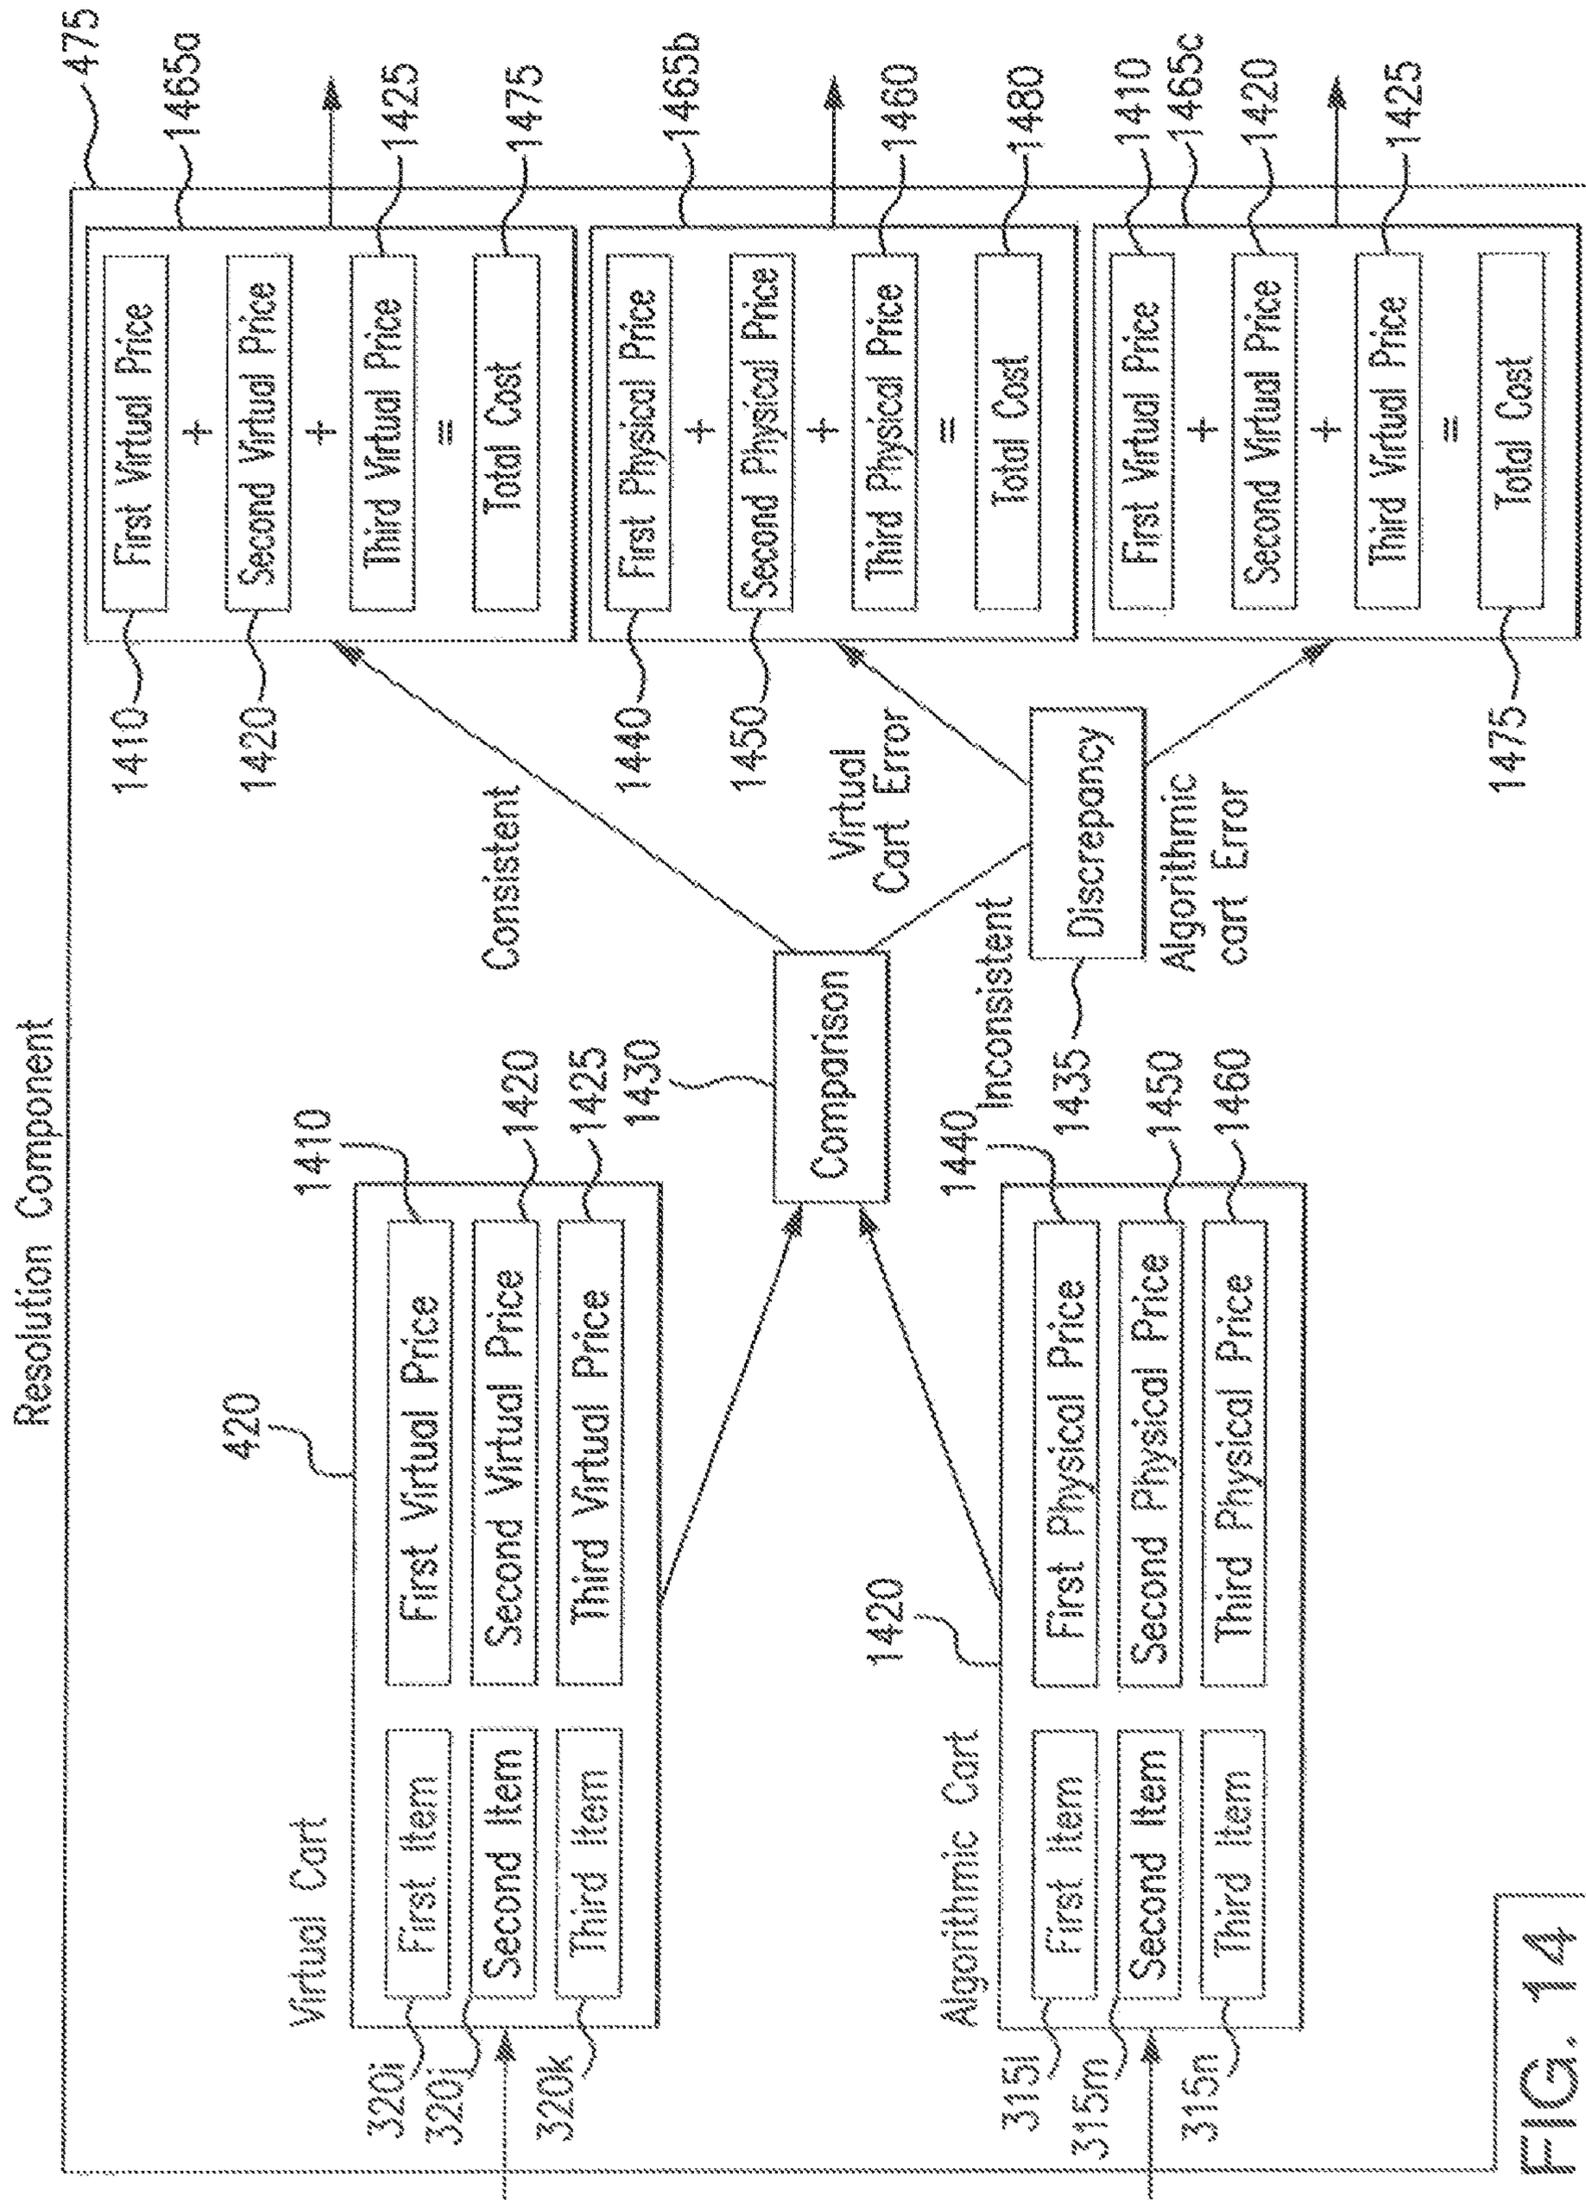 Resolution Component
475
Virtual Cart
420
320i
320j
320k
First Item
First Virtual Price
1410
Second Item
Second Virtual Price
1420
Third Item
Third Virtual Price
1425
Algorithmic Cart
1420
315l
315m
315n
First Item
First Physical Price
1440
Second Item
Second Physical Price
1450
Third Item
Third Physical Price
1460
1430
Comparison
Consistent
Inconsistent
1435
Discrepancy
Virtual
Cart Error
Algorithmic
cart Error
1465a
1410
First Virtual Price
+
1420
Second Virtual Price
+
Third Virtual Price
1425
=
Total Cost
1475
1465b
1440
First Physical Price
+
1450
Second Physical Price
+
Third Physical Price
1460
=
Total Cost
1480
First Virtual Price
1410
1465c
+
Second Virtual Price
1420
+
Third Virtual Price
1425
=
1475
Total Cost
FIG. 14